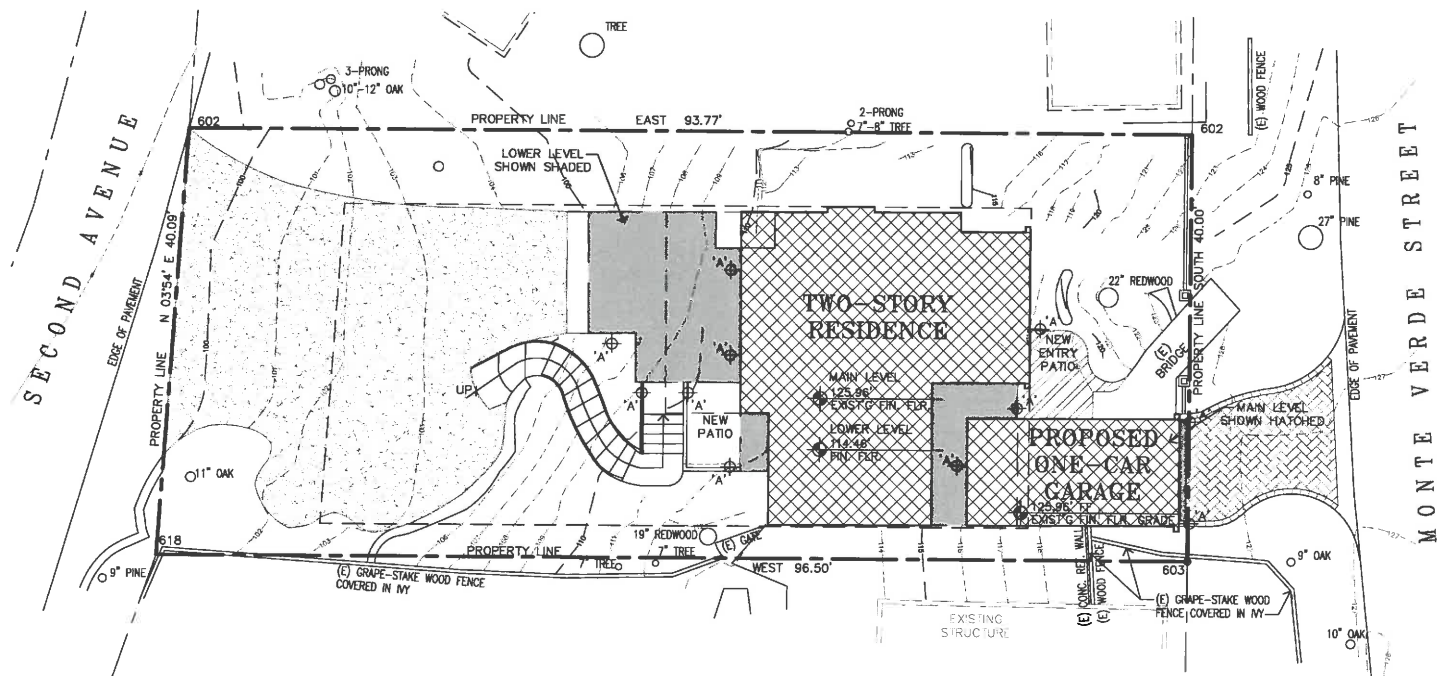 TREE
3-PRONG
10"-12" OAK
(E) WOOD FENCE
SECOND AVENUE
602
PROPERTY LINE EAST 93.77'
2-PRONG
7"-8" TREE
602
LOWER LEVEL
SHOWN SHADED
MONTE VERDE STREET
8" PINE
27" PINE
EDGE OF PAVEMENT
N 03°54' E 40.09'
PROPERTY LINE
PROPERTY LINE SOUTH 40.00'
22" REDWOOD
TWO-STORY
RESIDENCE
'A'
'A'
'A'
'A'
'A'
'A'
'A'
'A'
'A'
'A'
NEW
ENTRY
PATIO
(E)
BRIDGE
EDGE OF PAVEMENT
UP
MAIN LEVEL
125.96'
EXIST'G FIN. FLR.
NEW
PATIO
LOWER LEVEL
114.46'
FIN. FLR.
MAIN LEVEL
SHOWN HATCHED
PROPOSED
ONE-CAR
GARAGE
125.96' FF
EXIST'G FIN. FLR. GRADE
11" OAK
618
9" PINE
PROPERTY LINE
(E) GRAPE-STAKE WOOD FENCE
COVERED IN IVY
19" REDWOOD
7" TREE
7" TREE
(E) GATE
WEST 96.50'
(E) CONC. RET. WALL
(E) WOOD FENCE
603
(E) GRAPE-STAKE WOOD
FENCE COVERED IN IVY
9" OAK
10" OAK
EXISTING
STRUCTURE